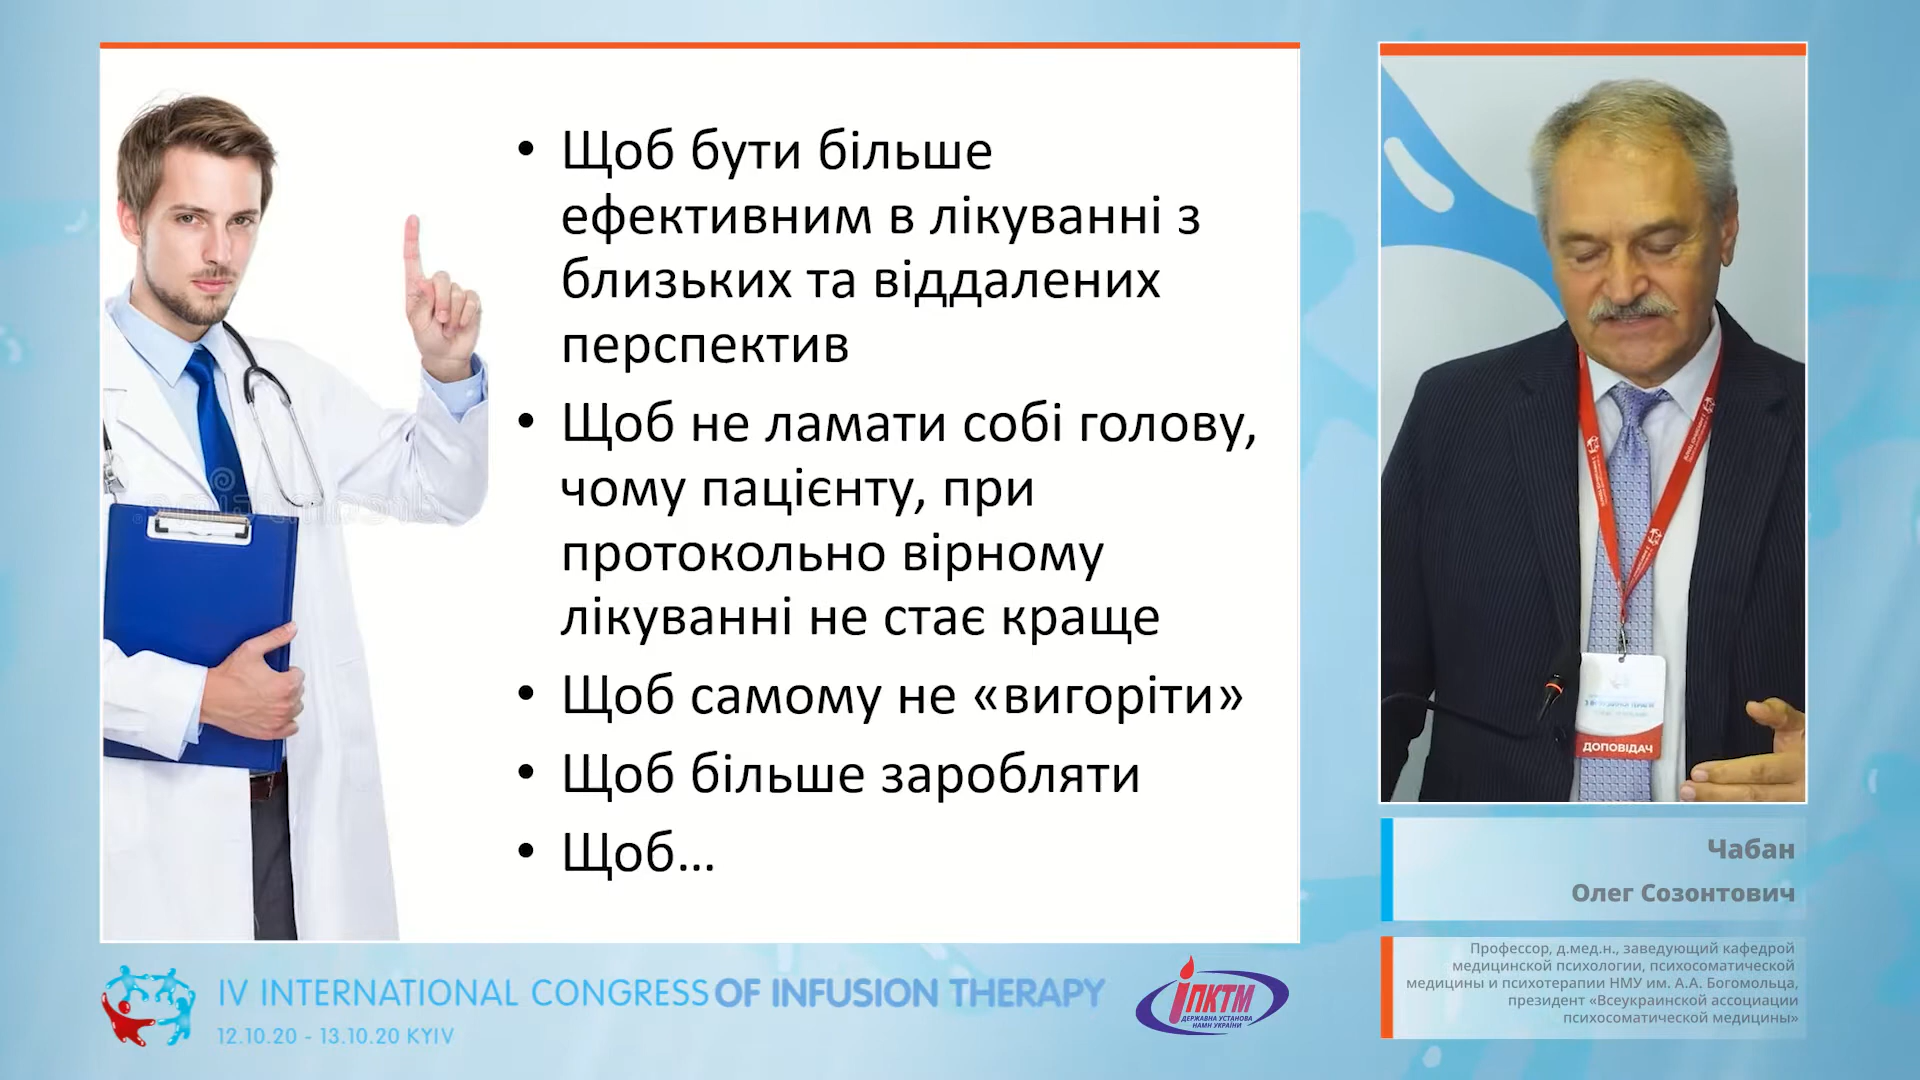 Щоб бути більше
ефективним в лікуванні з
близьких та віддалених
перспектив
Щоб не ламати собі голову,
чому пацієнту, при
протокольно вірному
лікуванні не стає краще
Щоб самому не «вигоріти»
Щоб більше заробляти
Щоб...
ДОПОВІДАЧ
Чабан
Олег Созонтович
Профессор, д.мед.н., заведующий кафедрой
медицинской психологии, психосоматической
медицины и психотерапии НМУ им. А.А. Богомольца,
президент «Всеукраинской ассоциации
психосоматической медицины»
IV INTERNATIONAL CONGRESS OF INFUSION THERAPY
12.10.20 - 13.10.20 KYIV
ІПКТМ
ДЕРЖАВНА УСТАНОВА
НАМН УКРАЇНИ